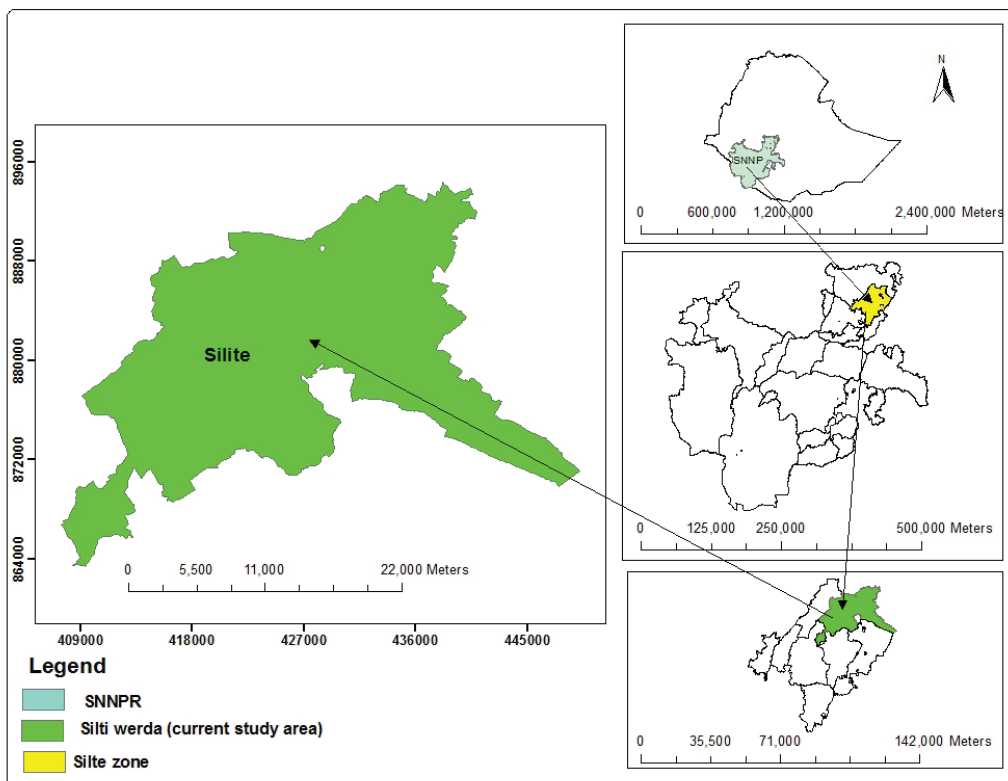 896000
888000
880000
872000
864000
Silite
0 5,500 11,000 22,000 Meters
409000 418000 427000 436000 445000
Legend
SNNPR
Silti werda (current study area)
Silte zone
N
SNNP
0 600,000 1,200,000 2,400,000 Meters
0 125,000 250,000 500,000 Meters
0 35,500 71,000 142,000 Meters